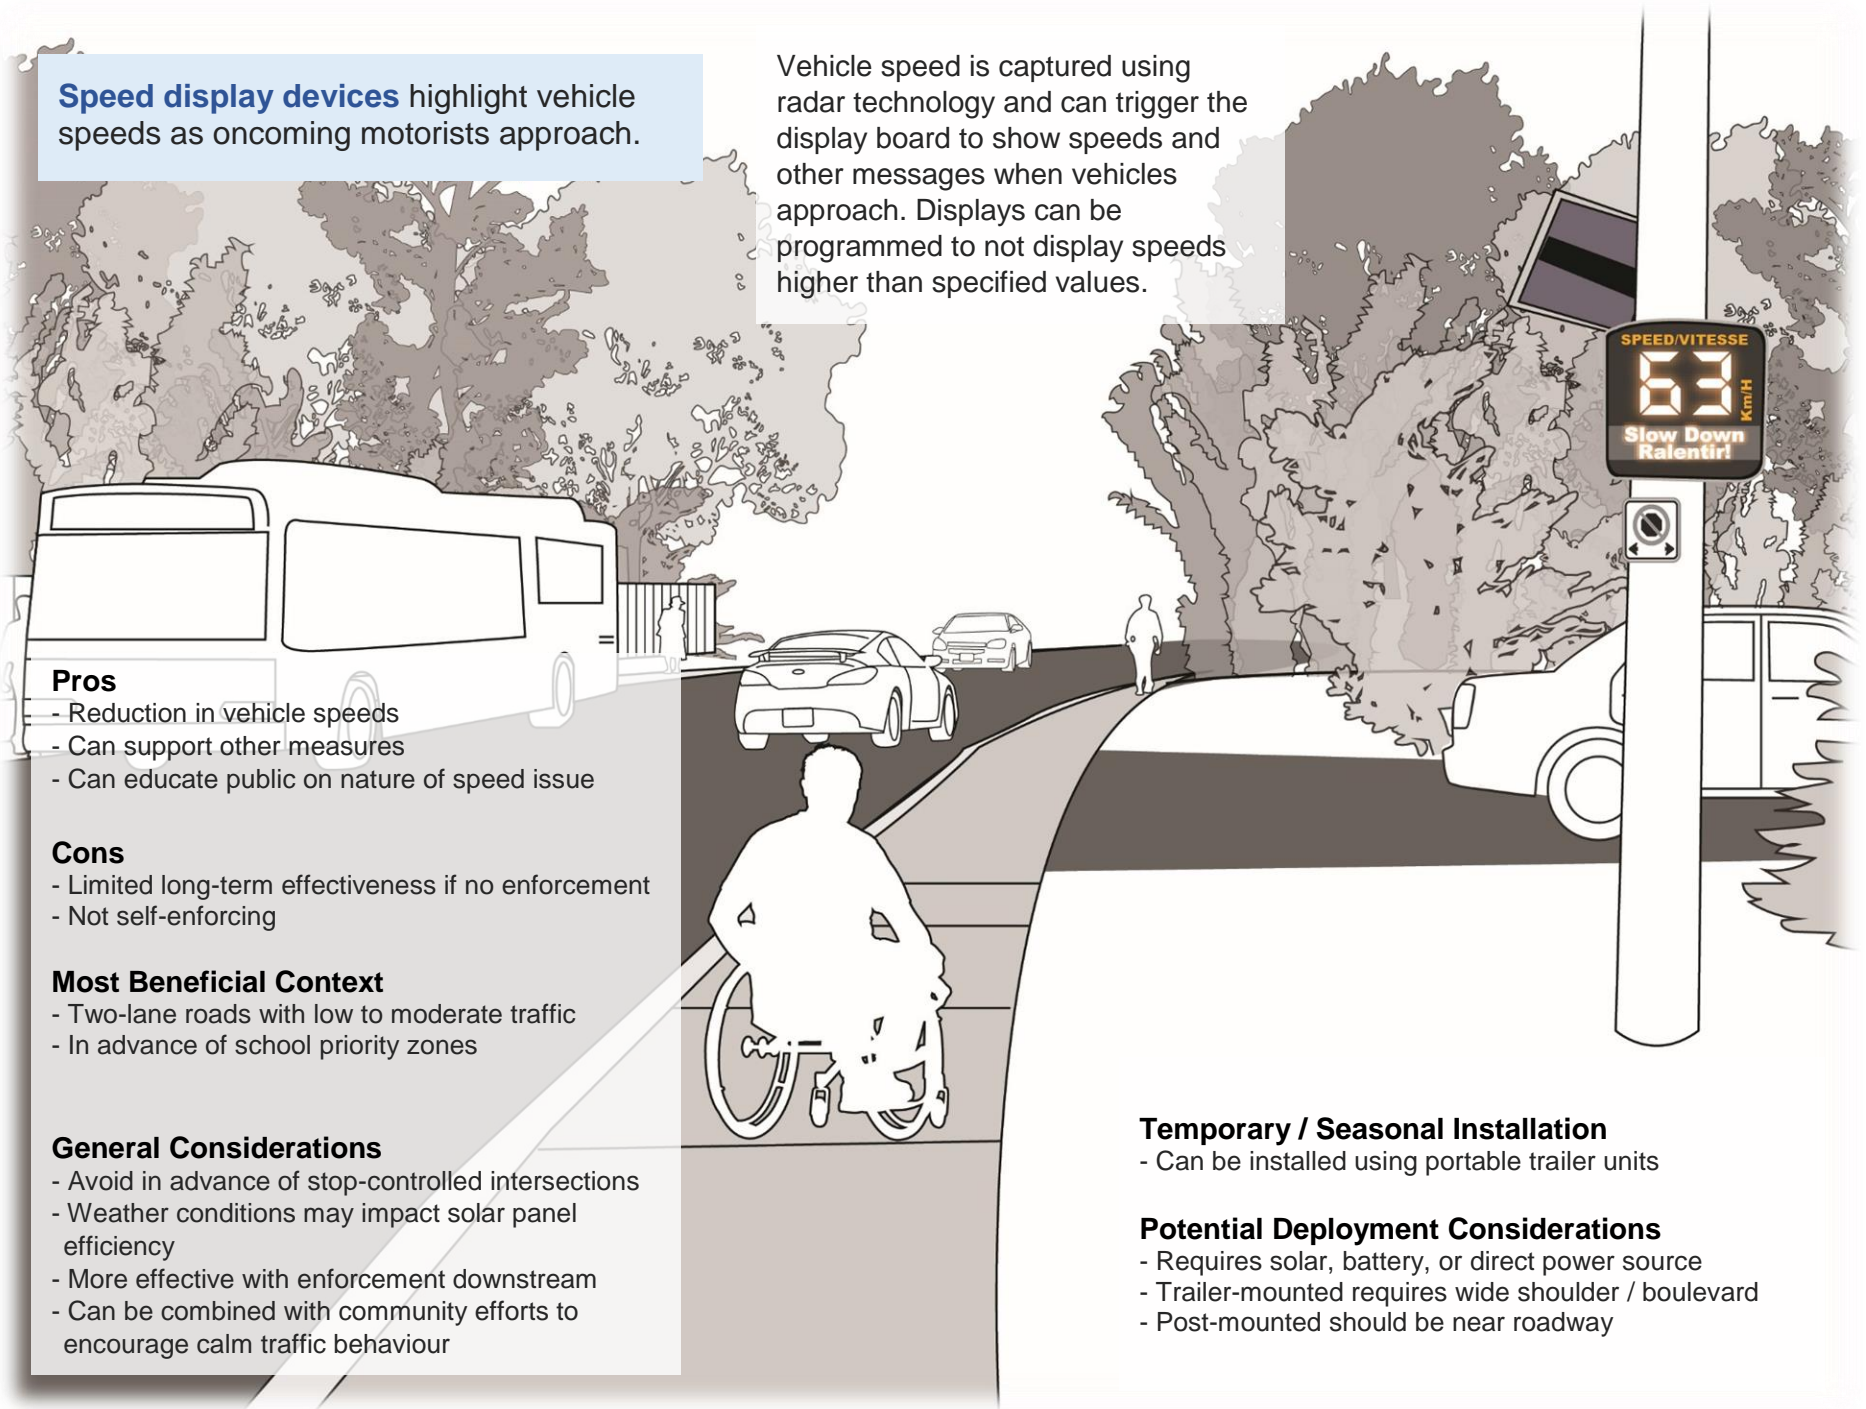 Speed display devices highlight vehicle
speeds as oncoming motorists approach.
Vehicle speed is captured using
radar technology and can trigger the
display board to show speeds and
other messages when vehicles
approach. Displays can be
programmed to not display speeds
higher than specified values.
SPEED/VITESSE
63
Km/H
Slow Down
Ralentir!
Pros
- Reduction in vehicle speeds
- Can support other measures
- Can educate public on nature of speed issue
Cons
- Limited long-term effectiveness if no enforcement
- Not self-enforcing
Most Beneficial Context
- Two-lane roads with low to moderate traffic
- In advance of school priority zones
General Considerations
- Avoid in advance of stop-controlled intersections
- Weather conditions may impact solar panel
efficiency
- More effective with enforcement downstream
- Can be combined with community efforts to
encourage calm traffic behaviour
Temporary / Seasonal Installation
- Can be installed using portable trailer units
Potential Deployment Considerations
- Requires solar, battery, or direct power source
- Trailer-mounted requires wide shoulder / boulevard
- Post-mounted should be near roadway